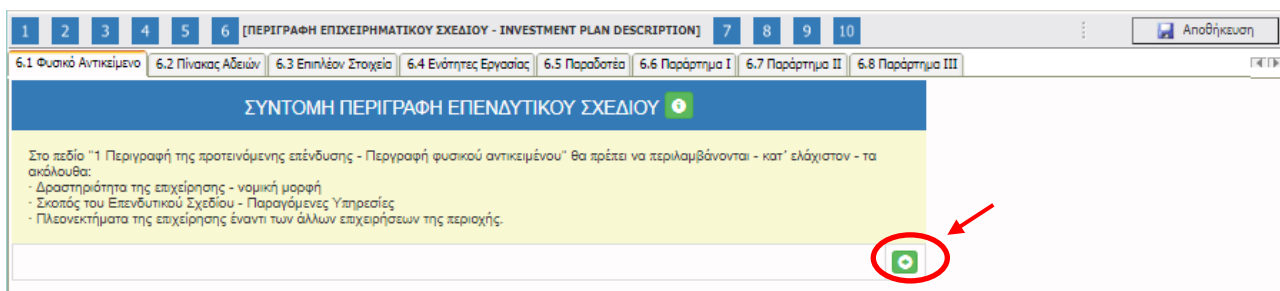 1 2 3 4 5 6 [ΠΕΡΙΓΡΑΦΗ ΕΠΙΧΕΙΡΗΜΑΤΙΚΟΥ ΣΧΕΔΙΟΥ - INVESTMENT PLAN DESCRIPTION] 7 8 9 10 Αποθήκευση
6.1 Φυσικό Αντικείμενο 6.2 Πίνακας Αδειών 6.3 Επιπλέον Στοιχεία 6.4 Ενότητες Εργασίας 6.5 Παραδοτέα 6.6 Παράρτημα I 6.7 Παράρτημα II 6.8 Παράρτημα III
ΣΥΝΤΟΜΗ ΠΕΡΙΓΡΑΦΗ ΕΠΕΝΔΥΤΙΚΟΥ ΣΧΕΔΙΟΥ
Στο πεδίο "1 Περιγραφή της προτεινόμενης επένδυσης - Περγραφή φυσικού αντικειμένου" θα πρέπει να περιλαμβάνονται - κατ' ελάχιστον - τα
ακόλουθα:
· Δραστηριότητα της επιχείρησης - νομική μορφή
· Σκοπός του Επενδυτικού Σχεδίου - Παραγόμενες Υπηρεσίες
· Πλεονεκτήματα της επιχείρησης έναντι των άλλων επιχειρήσεων της περιοχής.